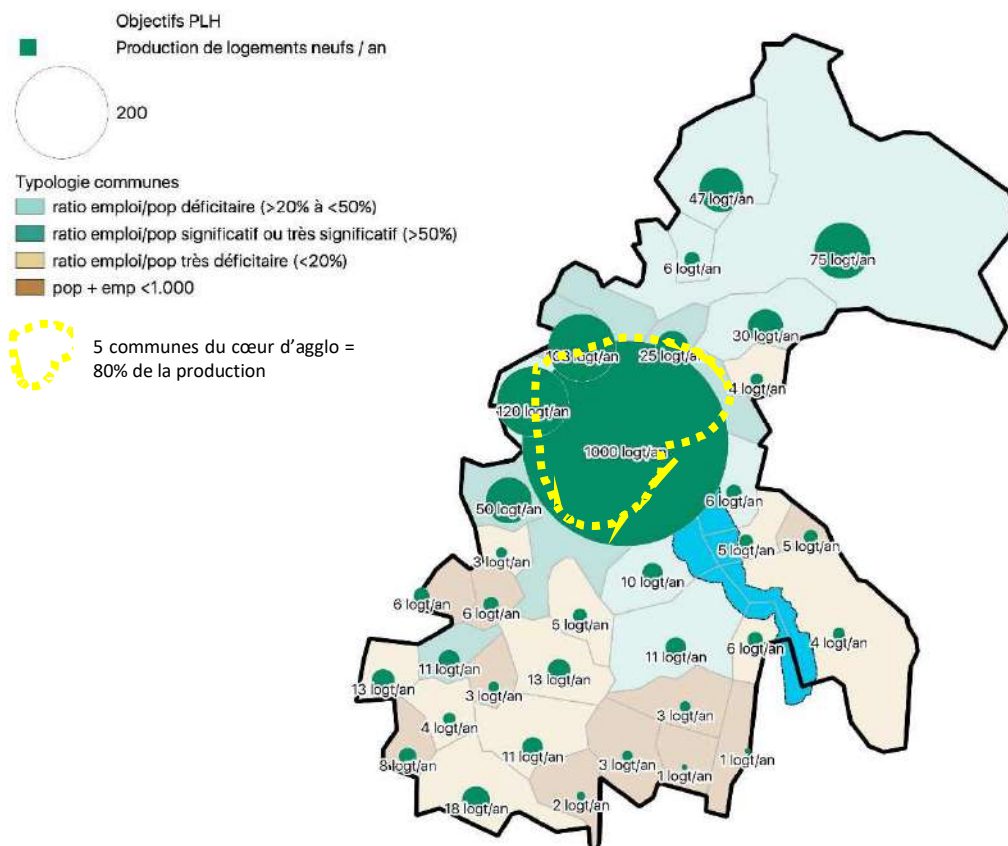 Objectifs PLH
Production de logements neufs / an
200
Typologie communes
ratio emploi/pop déficitaire (>20% à <50%)
ratio emploi/pop significatif ou très significatif (>50%)
ratio emploi/pop très déficitaire (<20%)
pop + emp <1.000
5 communes du cœur d’agglo =
80% de la production
47 logt/an
75 logt/an
6 logt/an
30 logt/an
logt/an
25 logt/an
4 logt/an
120 logt/an
1000 logt/an
50 logt/an
6 logt/an
3 logt/an
5 logt/an
5 logt/an
10 logt/an
6 logt/an
6 logt/an
5 logt/an
11 logt/an
6 logt/an
4 logt/an
11 logt/an
13 logt/an
3 logt/an
13 logt/an
4 logt/an
3 logt/an
8 logt/an
11 logt/an
3 logt/an
1 logt/an
1 logt/an
18 logt/an
2 logt/an